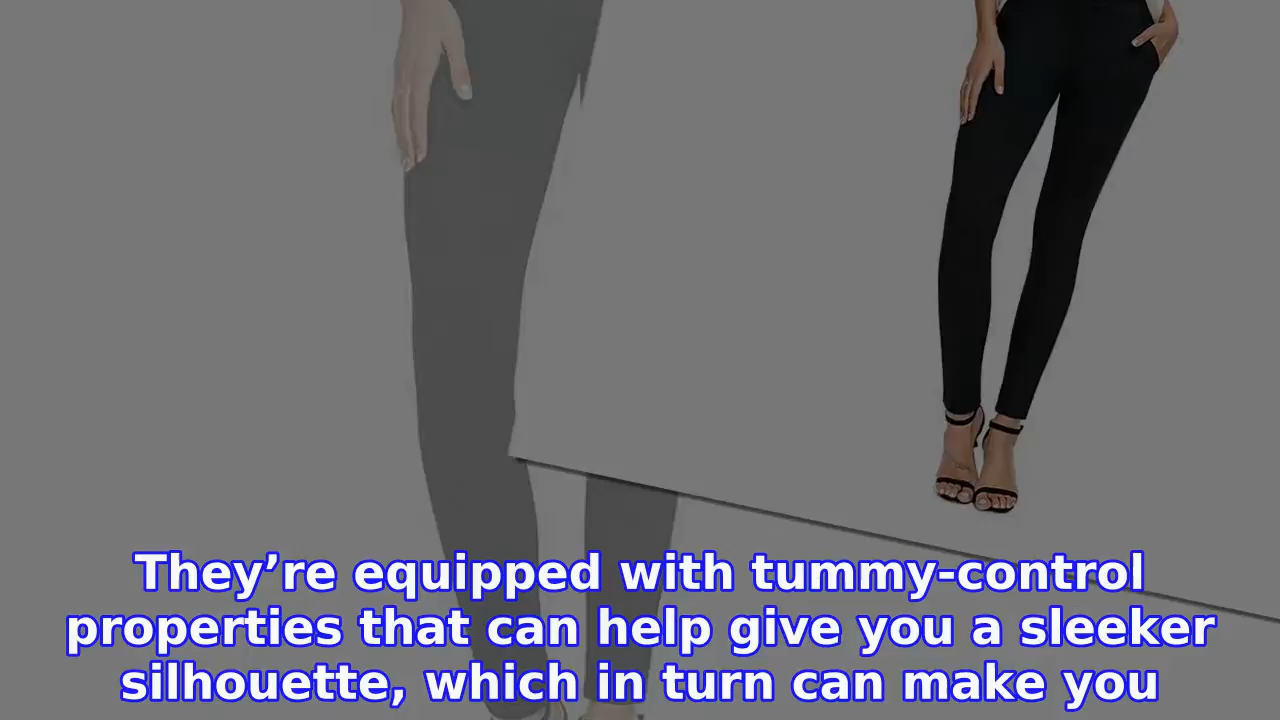 They’re equipped with tummy-control
properties that can help give you a sleeker
silhouette, which in turn can make you